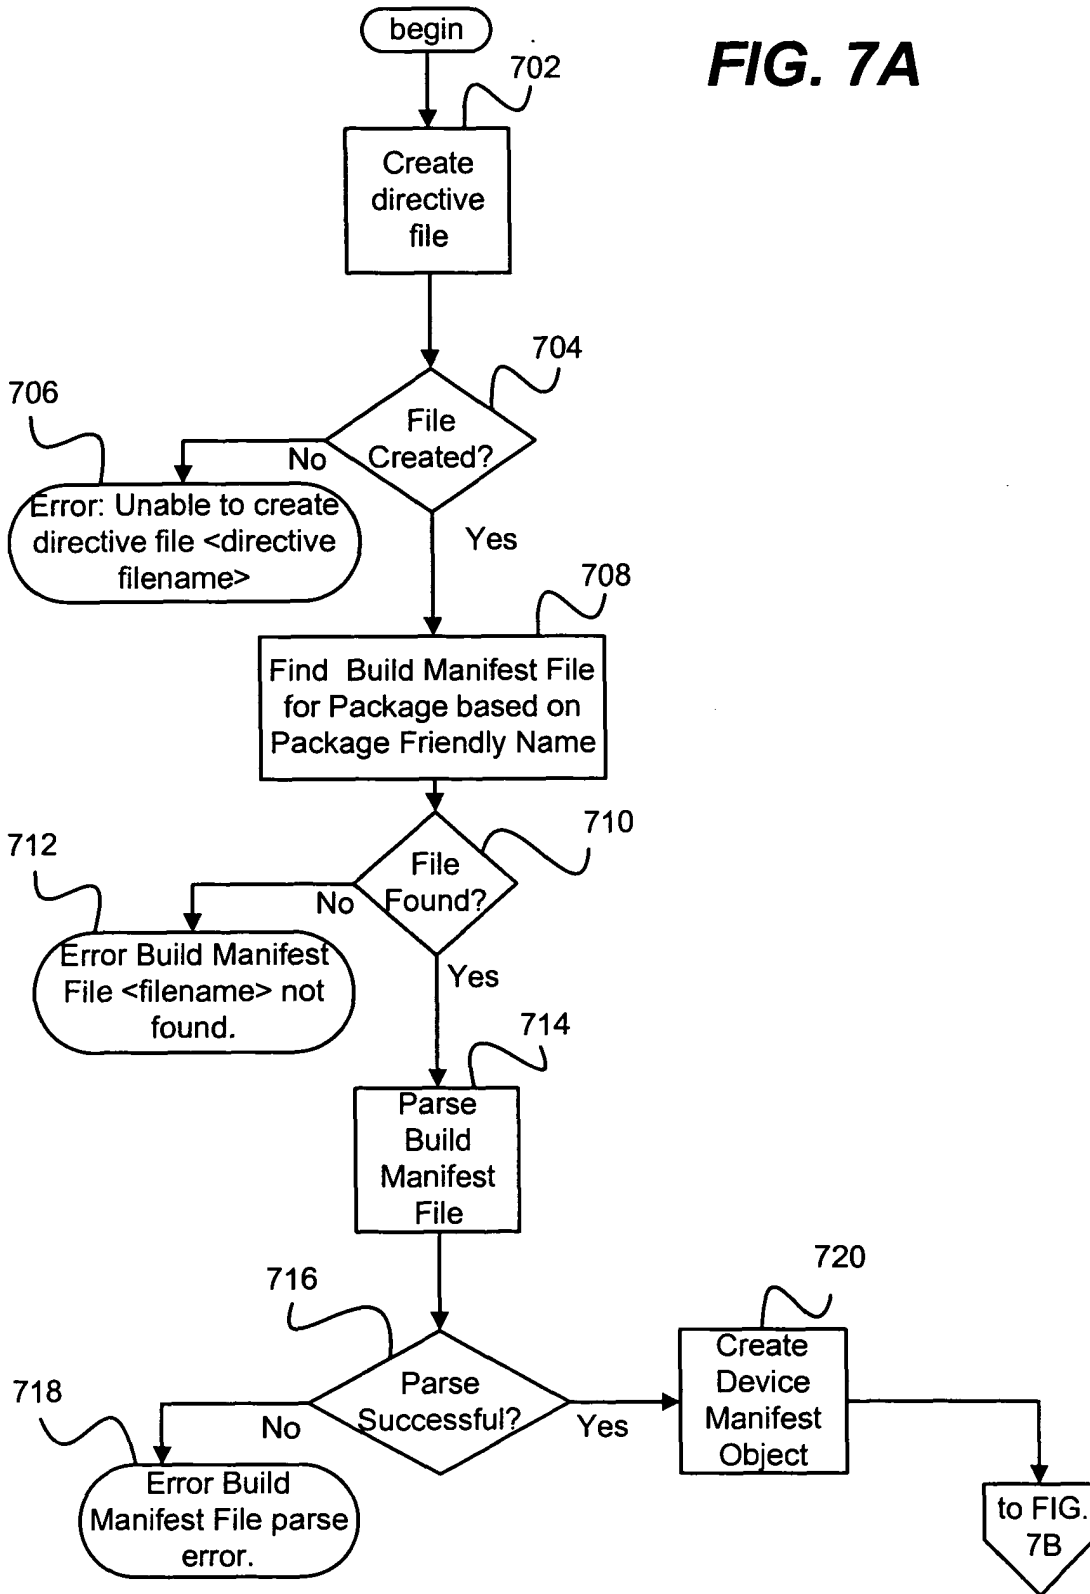 begin
FIG. 7A
702
Create
directive
file
704
File
Created?
706
No
Error: Unable to create
directive file <directive
filename>
Yes
708
Find Build Manifest File
for Package based on
Package Friendly Name
710
File
Found?
712
No
Error Build Manifest
File <filename> not
found.
Yes
714
Parse
Build
Manifest
File
716
Parse
Successful?
718
No
Error Build
Manifest File parse
error.
Yes
720
Create
Device
Manifest
Object
to FIG.
7B